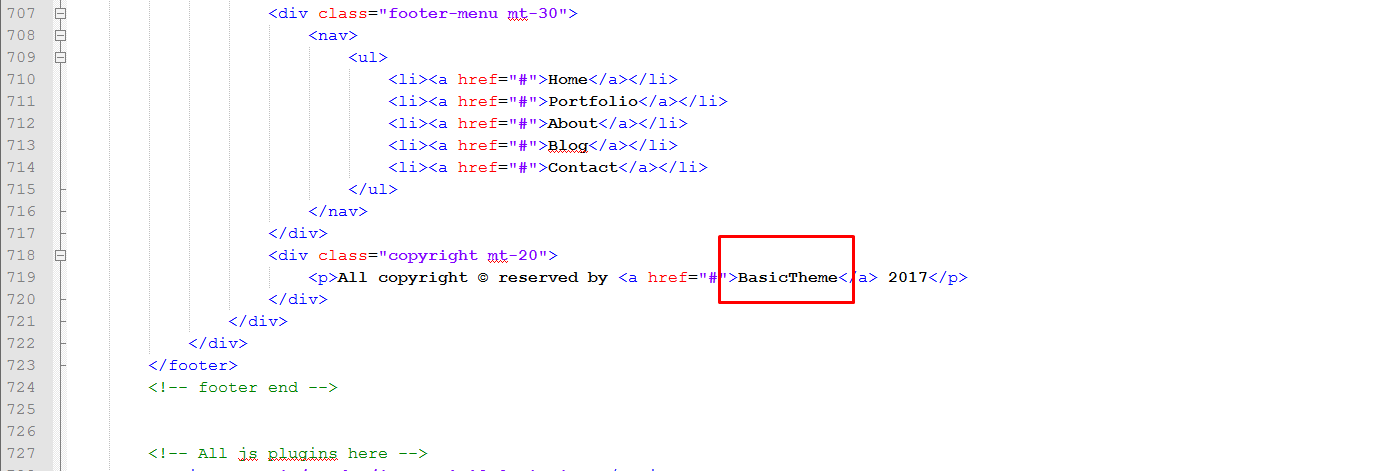 707 <div class="footer-menu mt-30">
708 <nav>
709 <ul>
710 <li><a href="#">Home</a></li>
711 <li><a href="#">Portfolio</a></li>
712 <li><a href="#">About</a></li>
713 <li><a href="#">Blog</a></li>
714 <li><a href="#">Contact</a></li>
715 </ul>
716 </nav>
717 </div>
718 <div class="copyright mt-20">
719 <p>All copyright © reserved by <a href="#">BasicTheme</a> 2017</p>
720 </div>
721 </div>
722 </div>
723 </footer>
724 <!-- footer end -->
725
726
727 <!-- All js plugins here -->